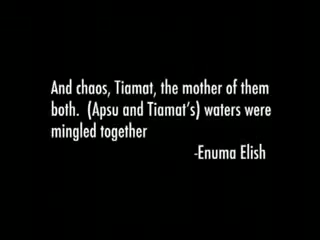 And chaos, Tiamat, the mother of them
both. (Apsu and Tiamat's) waters were
mingled together
-Enuma Elish